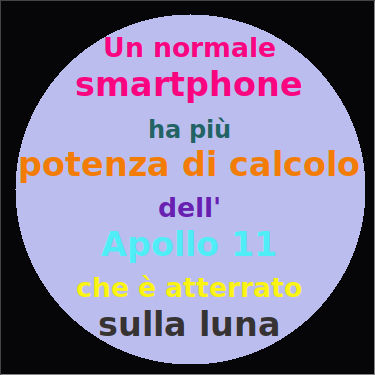 Un normale
smartphone
ha più
potenza di calcolo
dell'
Apollo 11
che è atterrato
sulla luna